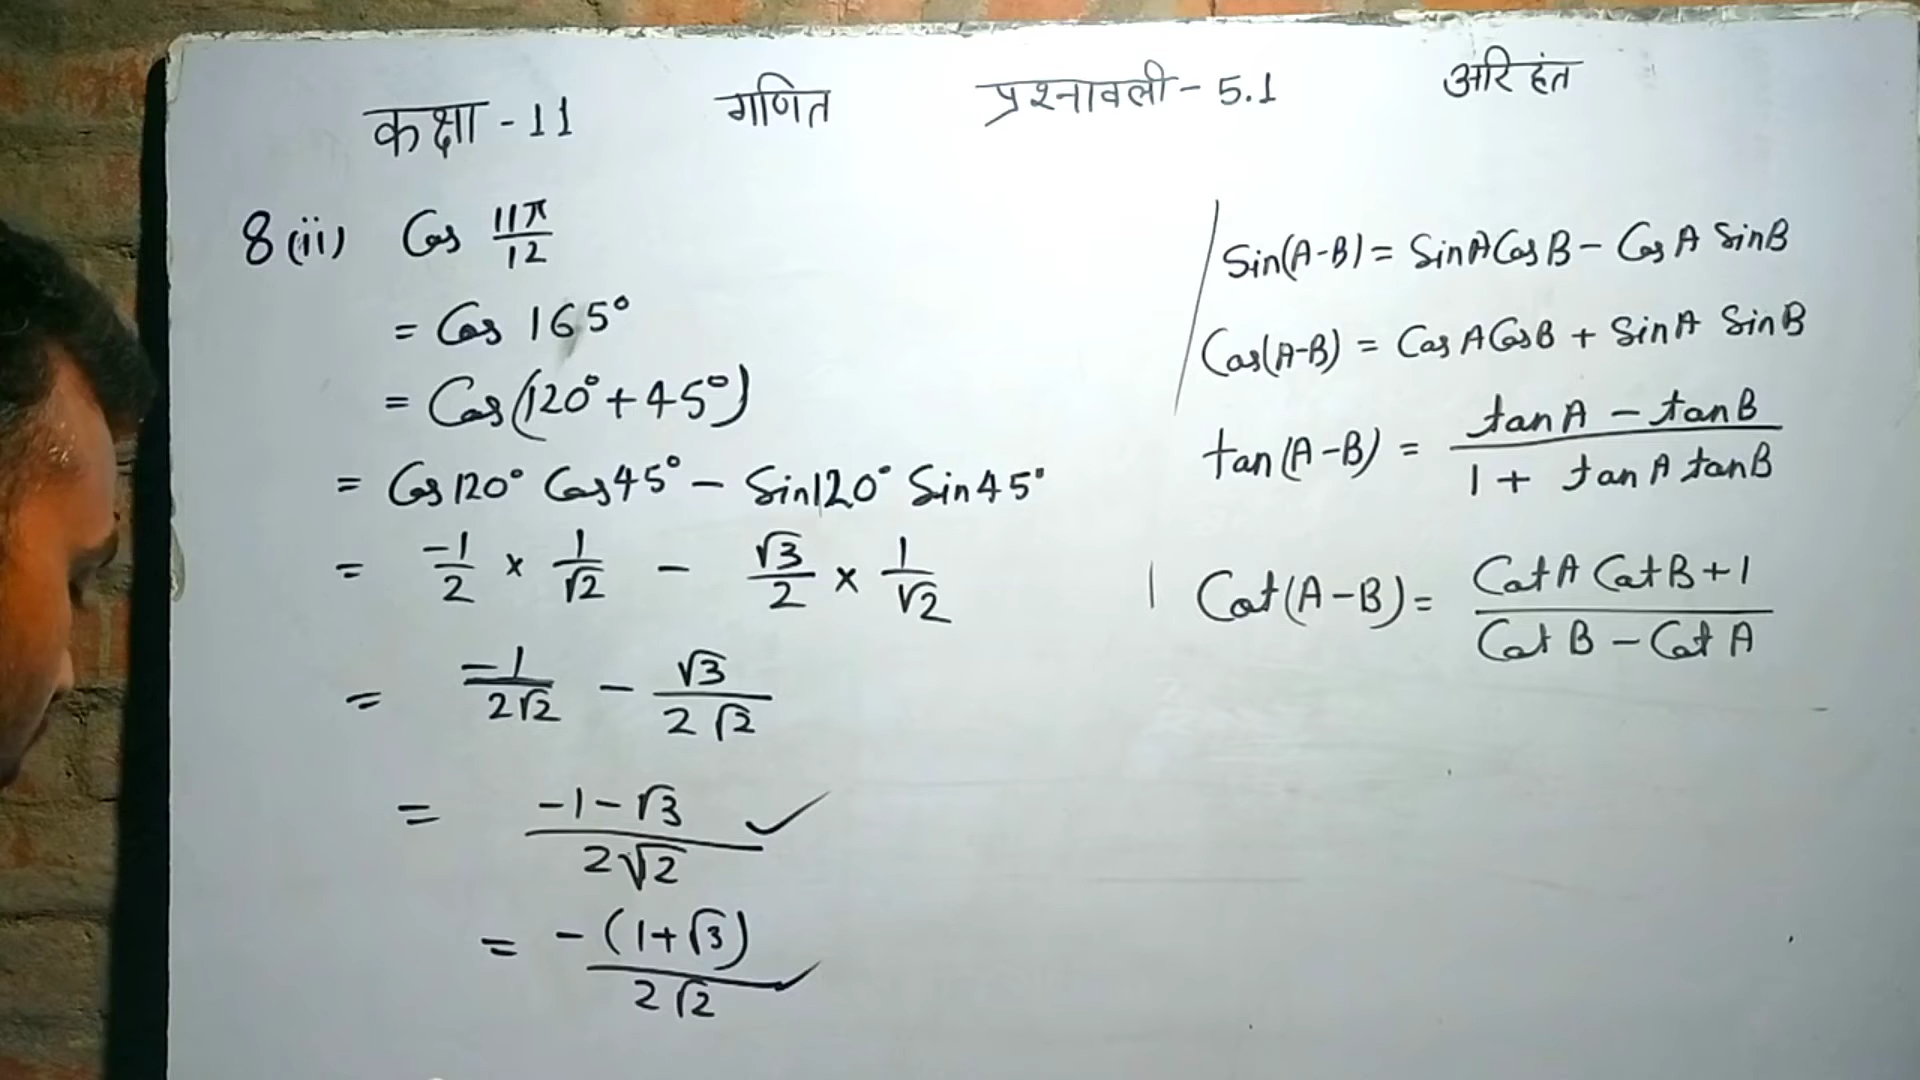 कक्षा - 11 गणित प्रश्नावली - 5.1 अरिहंत
8 (ii) Cos 11π/12
= Cos 165°
= Cos(120° + 45°)
= Cos 120° Cos 45° - Sin 120° Sin 45°
= -1/2 × 1/√2 - √3/2 × 1/√2
= -1/2√2 - √3/2√2
= -1-√3/2√2 ✓
= -(1+√3)/2√2
Sin(A-B) = SinA CosB - CosA SinB
Cos(A-B) = CosA CosB + SinA SinB
tan(A-B) = tanA - tanB/1 + tanA tanB
Cot(A-B) = CotA CotB+1/CotB - CotA